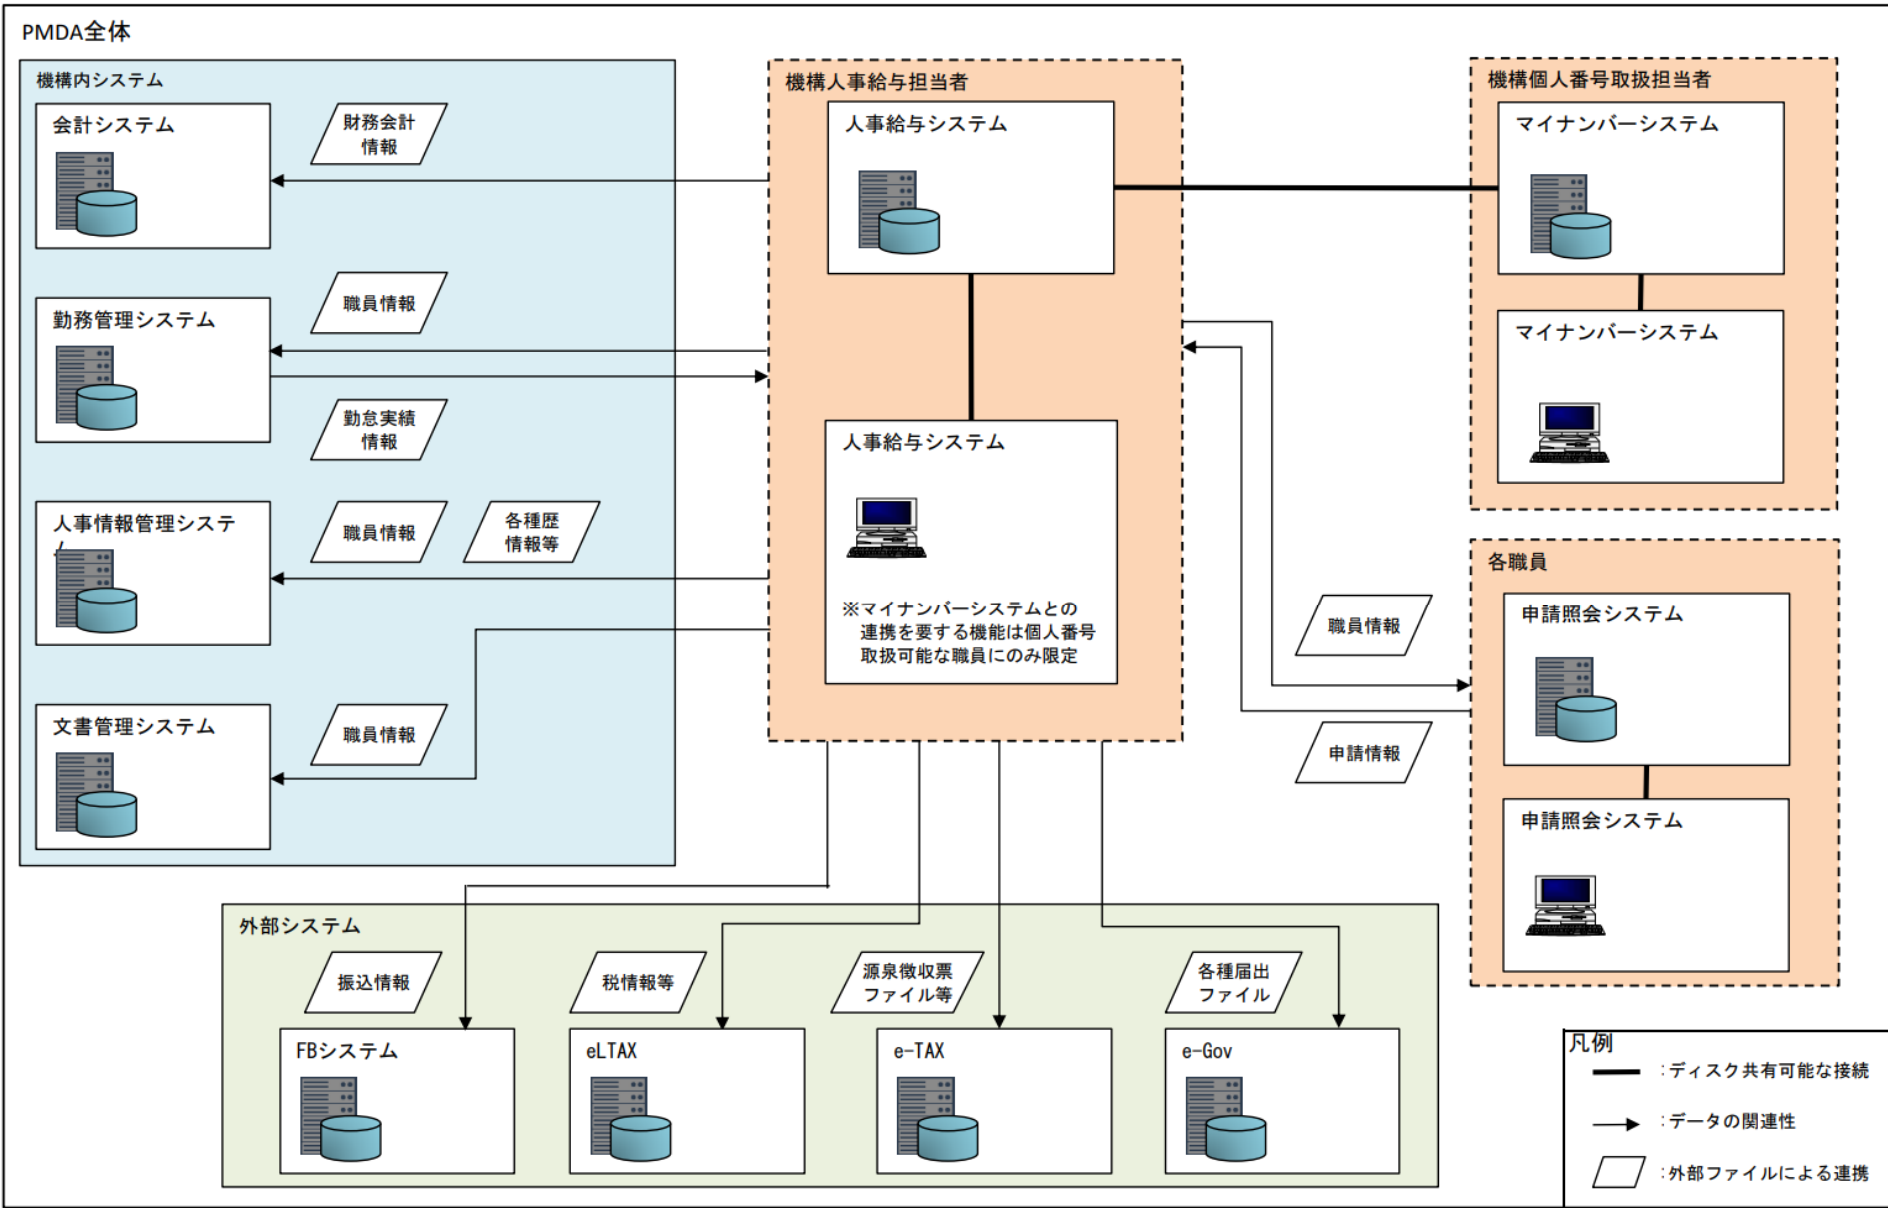 PMDA全体
機構内システム
会計システム
財務会計
情報
勤務管理システム
職員情報
勤怠実績
情報
人事情報管理システ
職員情報
各種歴
情報等
文書管理システム
職員情報
機構人事給与担当者
人事給与システム
人事給与システム
※マイナンバーシステムとの
連携を要する機能は個人番号
取扱可能な職員にのみ限定
機構個人番号取扱担当者
マイナンバーシステム
マイナンバーシステム
各職員
申請照会システム
職員情報
申請情報
申請照会システム
外部システム
振込情報
税情報等
源泉徴収票
ファイル等
各種届出
ファイル
FBシステム
eLTAX
e-TAX
e-Gov
凡例
:ディスク共有可能な接続
:データの関連性
:外部ファイルによる連携